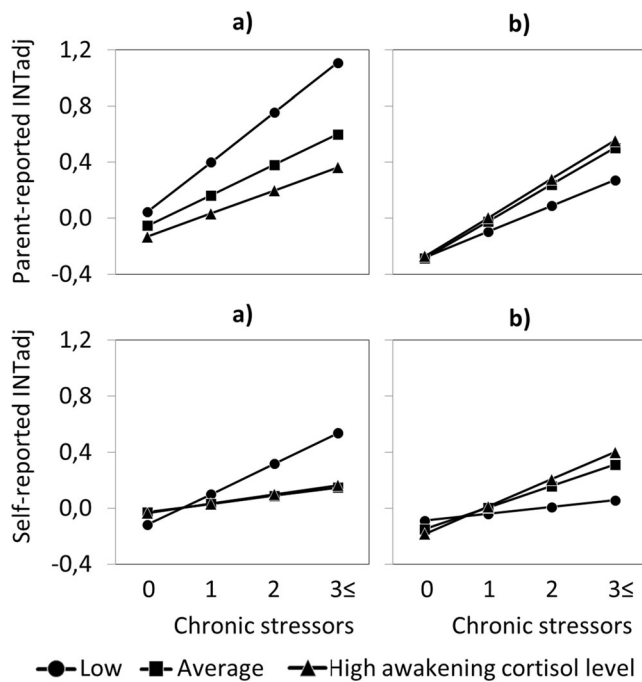 a) b)
Parent-reported INTadj
1,2
0,8
0,4
0,0
-0,4
a) b)
Self-reported INTadj
1,2
0,8
0,4
0,0
-0,4
0 1 2 3≤ 0 1 2 3≤
Chronic stressors Chronic stressors
Low Average High awakening cortisol level